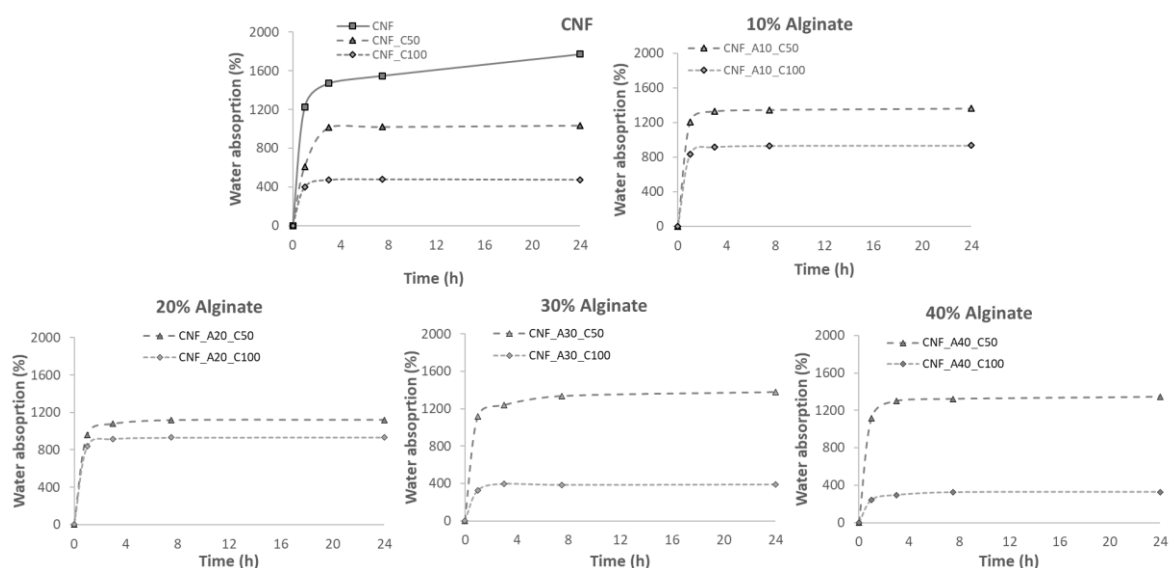 CNF
CNF
CNF_C50
CNF_C100
Water absoprtion (%)
2000
1600
1200
800
400
0
0 4 8 12 16 20 24
Time (h)
10% Alginate
CNF_A10_C50
CNF_A10_C100
Water absoprtion (%)
2000
1600
1200
800
400
0
0 4 8 12 16 20 24
Time (h)
20% Alginate
CNF_A20_C50
CNF_A20_C100
Water absoprtion (%)
2000
1600
1200
800
400
0
0 4 8 12 16 20 24
Time (h)
30% Alginate
CNF_A30_C50
CNF_A30_C100
Water absoprtion (%)
2000
1600
1200
800
400
0
0 4 8 12 16 20 24
Time (h)
40% Alginate
CNF_A40_C50
CNF_A40_C100
Water absoprtion (%)
2000
1600
1200
800
400
0
0 4 8 12 16 20 24
Time (h)